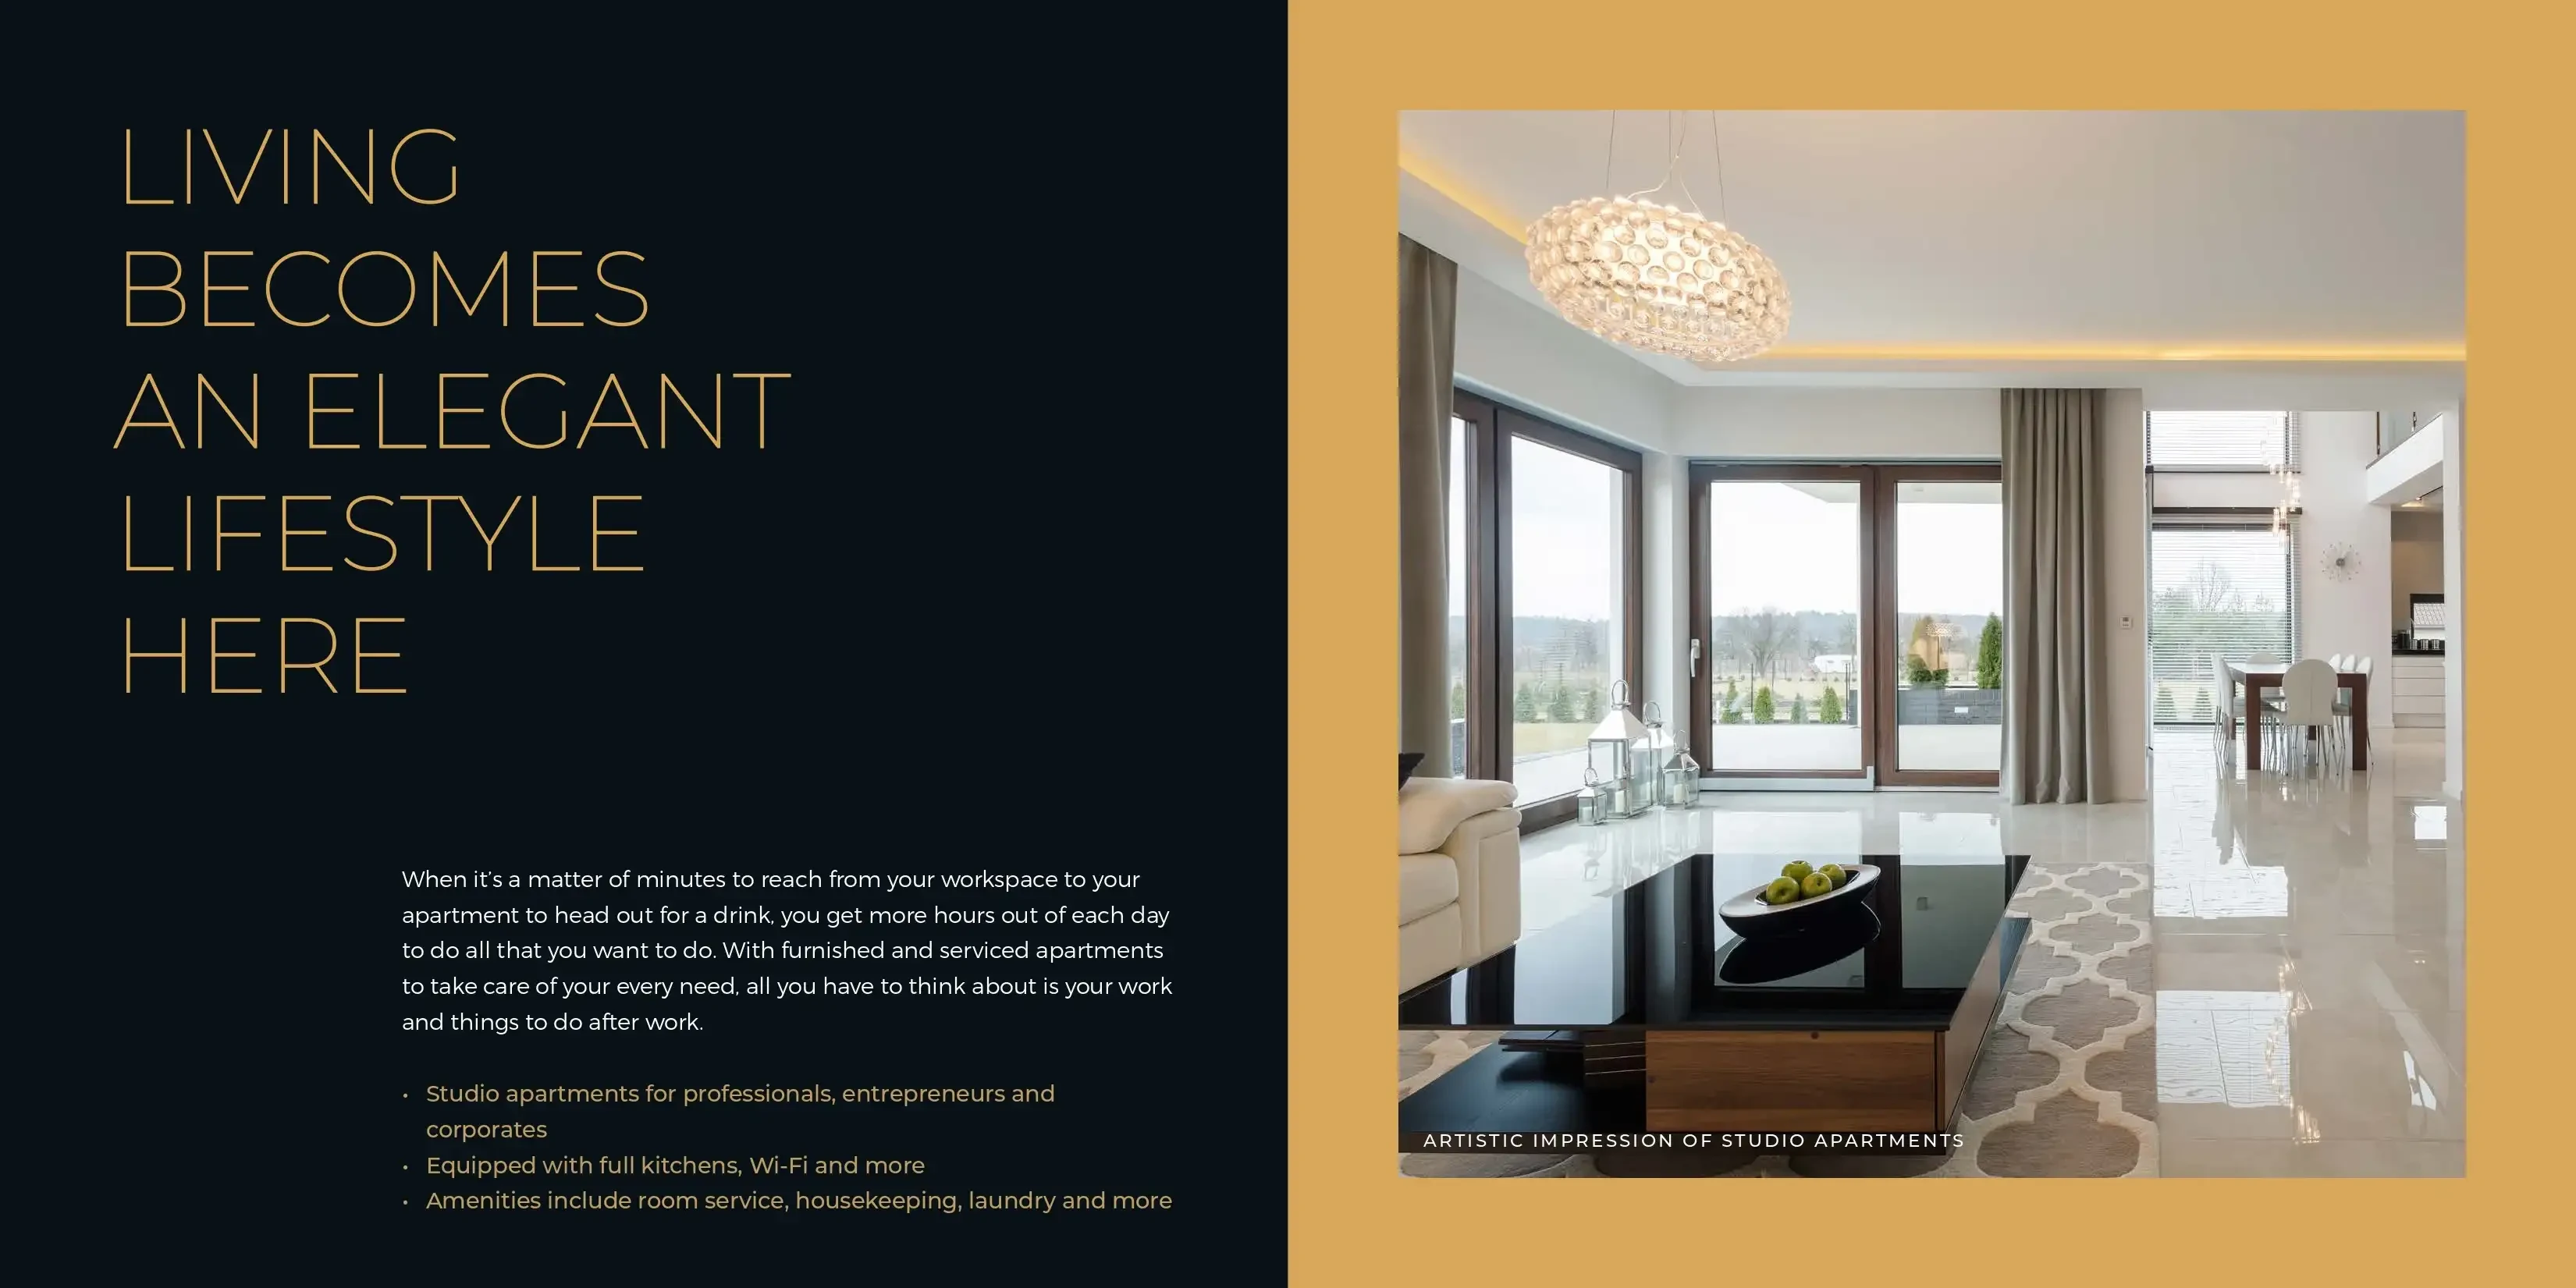 LIVING
BECOMES
AN ELEGANT
LIFESTYLE
HERE
When it’s a matter of minutes to reach from your workspace to your
apartment to head out for a drink, you get more hours out of each day
to do all that you want to do. With furnished and serviced apartments
to take care of your every need, all you have to think about is your work
and things to do after work.
• Studio apartments for professionals, entrepreneurs and
corporates
• Equipped with full kitchens, Wi-Fi and more
• Amenities include room service, housekeeping, laundry and more
ARTISTIC IMPRESSION OF STUDIO APARTMENTS